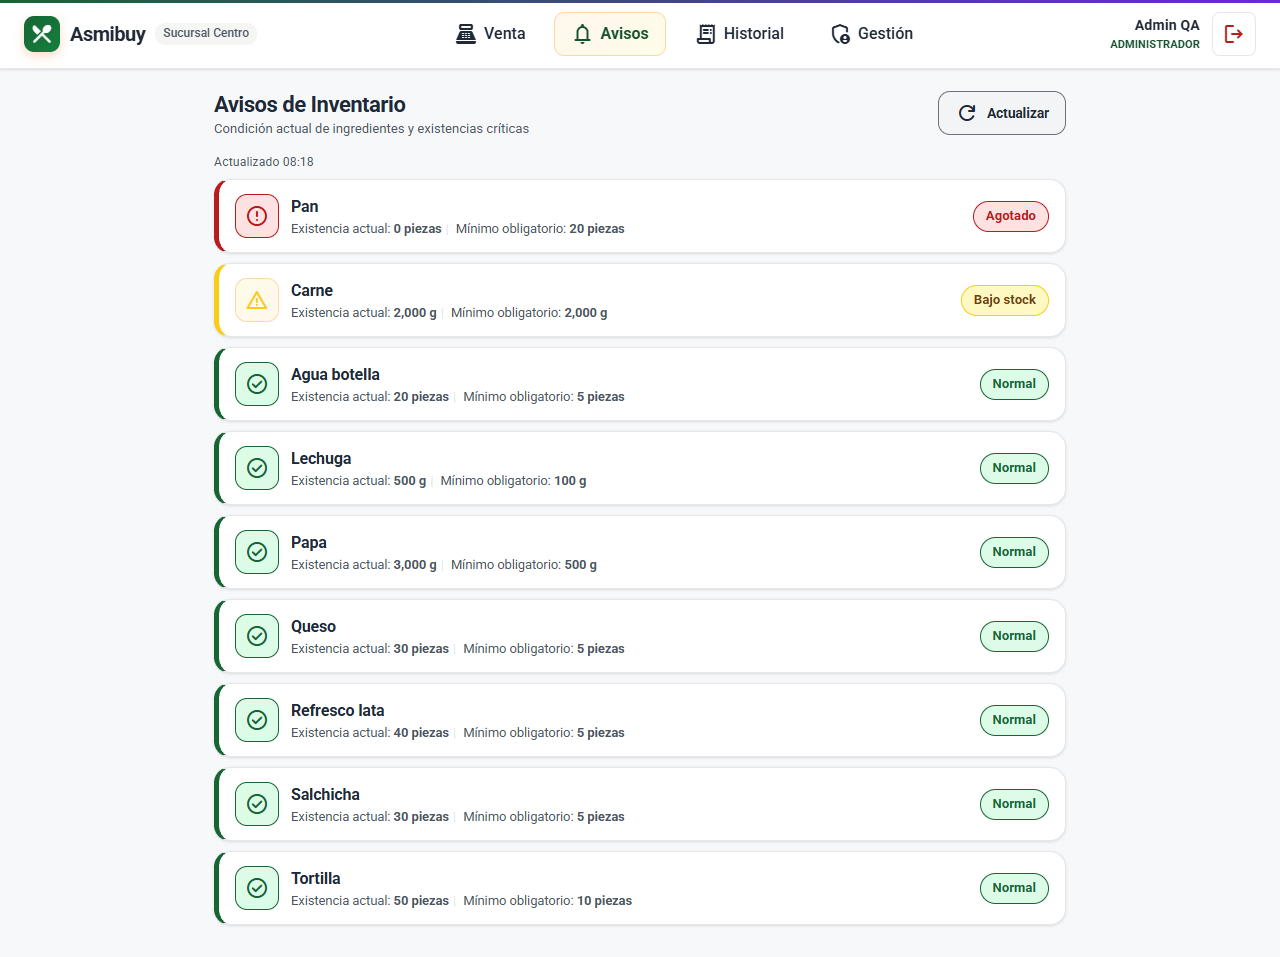 Asmibuy Sucursal Centro Venta Avisos Historial Gestión Admin QA
ADMINISTRADOR
Avisos de Inventario
Condición actual de ingredientes y existencias críticas
Actualizar
Actualizado 08:18
Pan
Existencia actual: 0 piezas Mínimo obligatorio: 20 piezas
Agotado
Carne
Existencia actual: 2,000 g Mínimo obligatorio: 2,000 g
Bajo stock
Agua botella
Existencia actual: 20 piezas Mínimo obligatorio: 5 piezas
Normal
Lechuga
Existencia actual: 500 g Mínimo obligatorio: 100 g
Normal
Papa
Existencia actual: 3,000 g Mínimo obligatorio: 500 g
Normal
Queso
Existencia actual: 30 piezas Mínimo obligatorio: 5 piezas
Normal
Refresco lata
Existencia actual: 40 piezas Mínimo obligatorio: 5 piezas
Normal
Salchicha
Existencia actual: 30 piezas Mínimo obligatorio: 5 piezas
Normal
Tortilla
Existencia actual: 50 piezas Mínimo obligatorio: 10 piezas
Normal